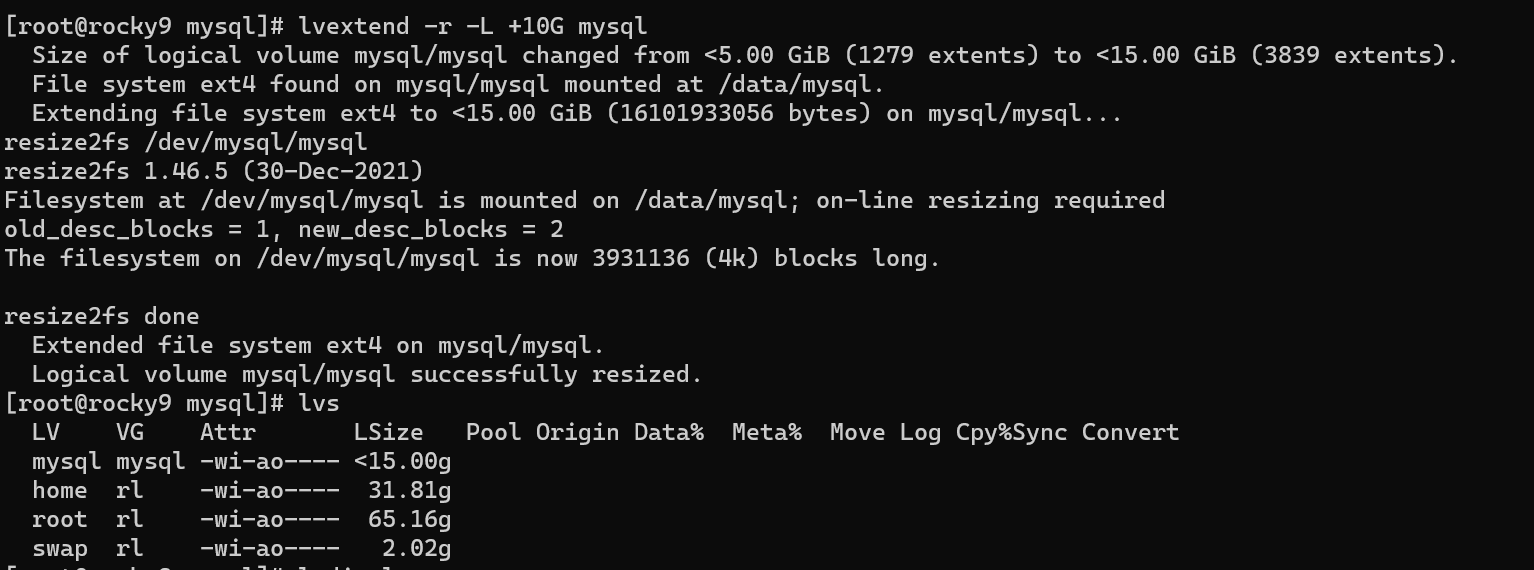 [root@rocky9 mysql]# lvextend -r -L +10G mysql
  Size of logical volume mysql/mysql changed from <5.00 GiB (1279 extents) to <15.00 GiB (3839 extents).
  File system ext4 found on mysql/mysql mounted at /data/mysql.
  Extending file system ext4 to <15.00 GiB (16101933056 bytes) on mysql/mysql...
resize2fs /dev/mysql/mysql
resize2fs 1.46.5 (30-Dec-2021)
Filesystem at /dev/mysql/mysql is mounted on /data/mysql; on-line resizing required
old_desc_blocks = 1, new_desc_blocks = 2
The filesystem on /dev/mysql/mysql is now 3931136 (4k) blocks long.

resize2fs done
  Extended file system ext4 on mysql/mysql.
  Logical volume mysql/mysql successfully resized.
[root@rocky9 mysql]# lvs
  LV    VG    Attr       LSize   Pool Origin Data%  Meta%  Move Log Cpy%Sync Convert
  mysql mysql -wi-ao---- <15.00g
  home  rl    -wi-ao----  31.81g
  root  rl    -wi-ao----  65.16g
  swap  rl    -wi-ao----   2.02g